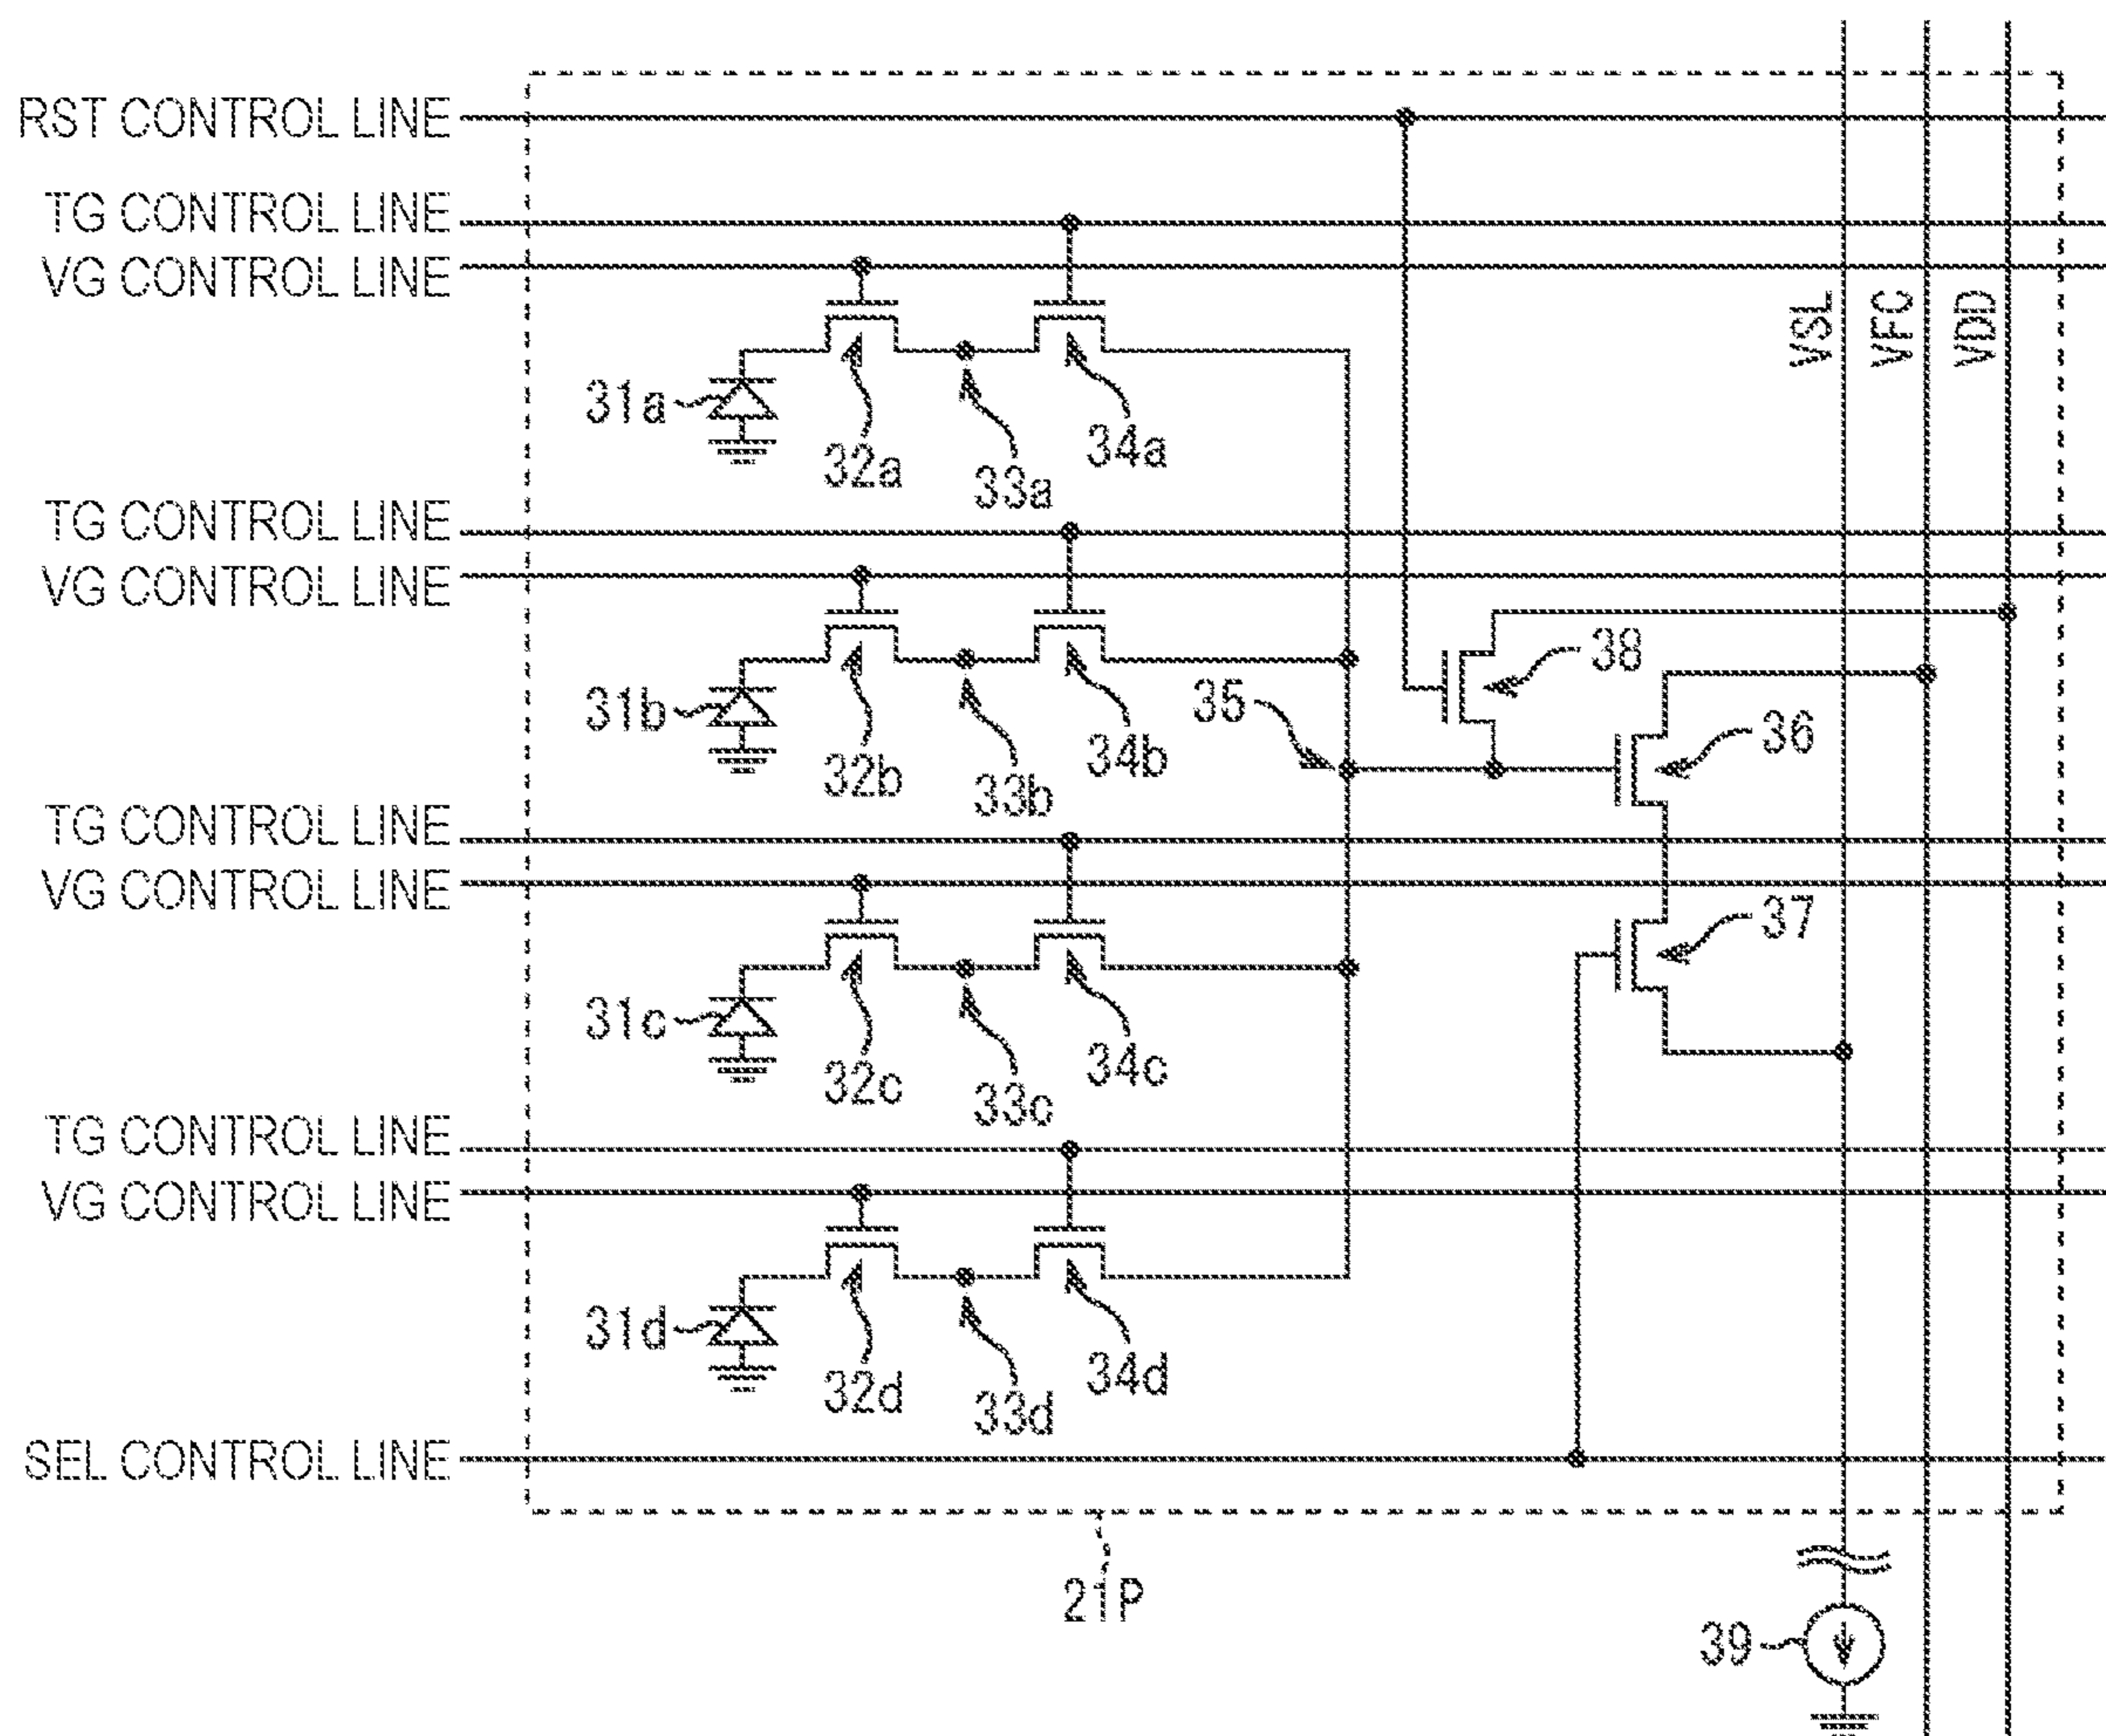 RST CONTROL LINE
TG CONTROL LINE
VG CONTROL LINE
VSL
VFC
VDD
31a
32a
33a
34a
TG CONTROL LINE
VG CONTROL LINE
38
35
36
31b
32b
33b
34b
TG CONTROL LINE
VG CONTROL LINE
37
31c
32c
33c
34c
TG CONTROL LINE
VG CONTROL LINE
31d
32d
33d
34d
SEL CONTROL LINE
21P
39